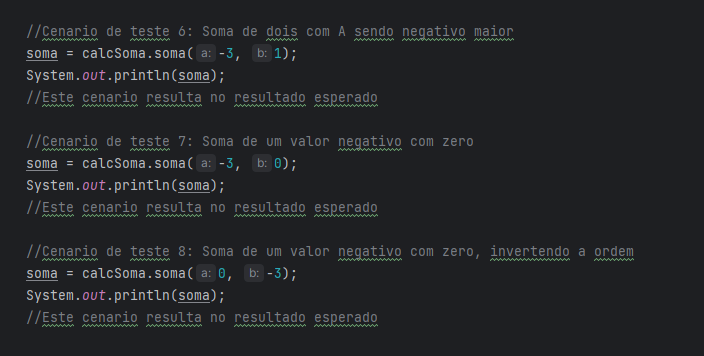 //Cenario de teste 6: Soma de dois com A sendo negativo maior
soma = calcSoma.soma( a: -3, b: 1);
System.out.println(soma);
//Este cenario resulta no resultado esperado
//Cenario de teste 7: Soma de um valor negativo com zero
soma = calcSoma.soma( a: -3, b: 0);
System.out.println(soma);
//Este cenario resulta no resultado esperado
//Cenario de teste 8: Soma de um valor negativo com zero, invertendo a ordem
soma = calcSoma.soma( a: 0, b: -3);
System.out.println(soma);
//Este cenario resulta no resultado esperado